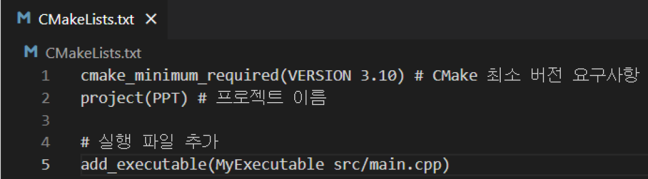 CMakeLists.txt
CMakeLists.txt
1 cmake_minimum_required(VERSION 3.10) # CMake 최소 버전 요구사항
2 project(PPT) # 프로젝트 이름
3
4 # 실행 파일 추가
5 add_executable(MyExecutable src/main.cpp)